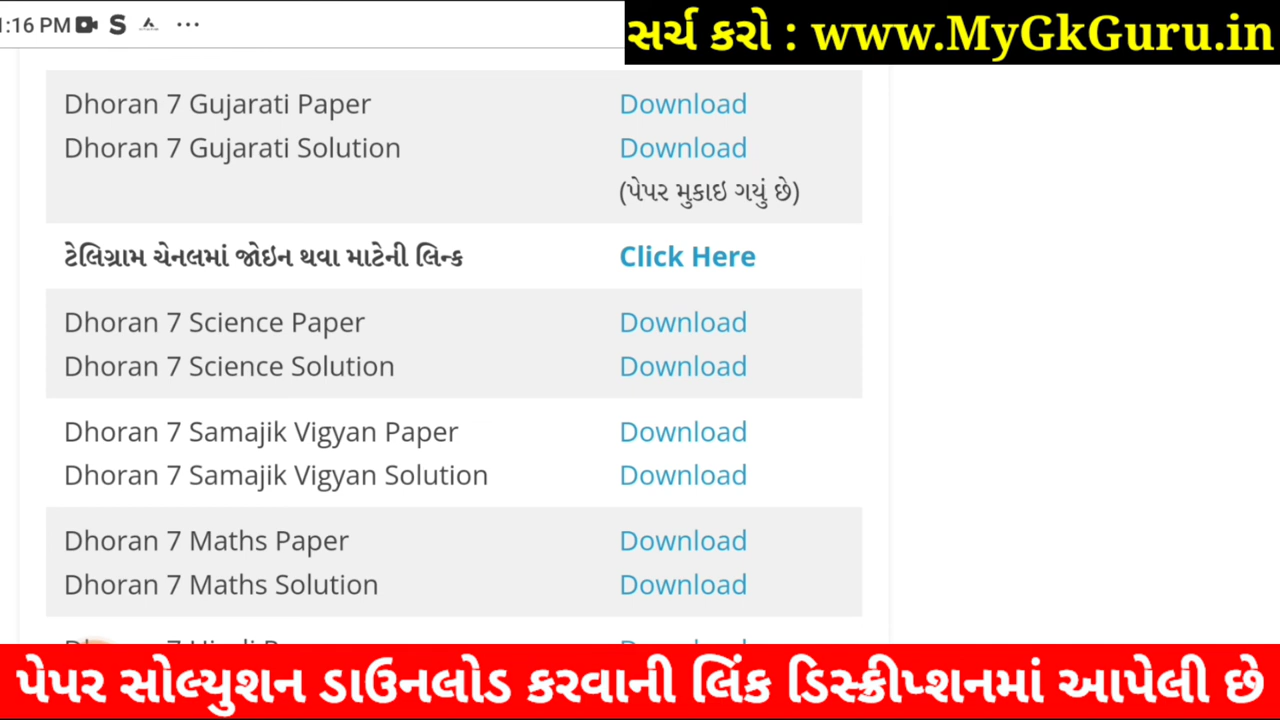 1:16 PM S ...
સર્ચ કરો : www.MyGkGuru.in
Dhoran 7 Gujarati Paper Download
Dhoran 7 Gujarati Solution Download
(પેપર મુકાઇ ગયું છે)
ટેલિગ્રામ ચેનલમાં જોઇન થવા માટેની લિન્ક Click Here
Dhoran 7 Science Paper Download
Dhoran 7 Science Solution Download
Dhoran 7 Samajik Vigyan Paper Download
Dhoran 7 Samajik Vigyan Solution Download
Dhoran 7 Maths Paper Download
Dhoran 7 Maths Solution Download
પેપર સોલ્યુશન ડાઉનલોડ કરવાની લિંક ડિસ્ક્રીપ્શનમાં આપેલી છે